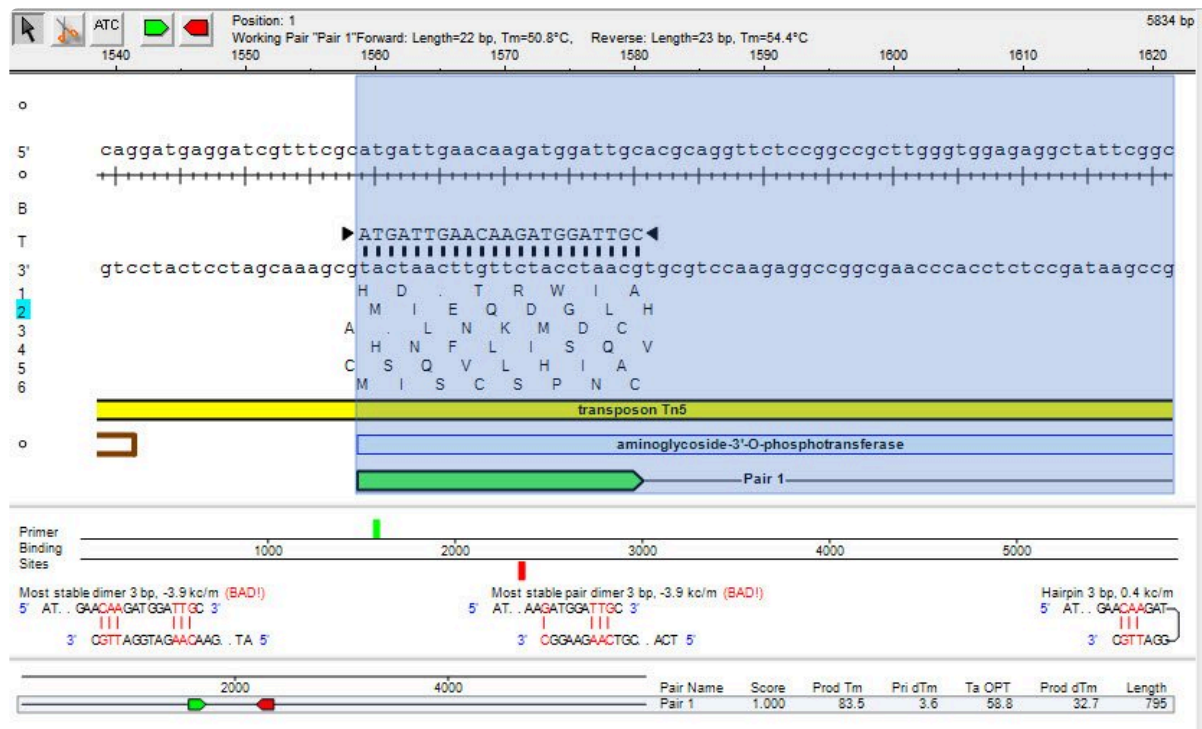 ATC
Position: 1
5834 bp
Working Pair "Pair 1"Forward: Length=22 bp, Tm=50.8°C, Reverse: Length=23 bp, Tm=54.4°C
1540 1550 1560 1570 1580 1590 1600 1610 1620
o
5' caggatgaggatcgtttcgcatgattgaacaagatggattgcacgcaggttctccggccgcttgggtggagaggctattcggc
o
B
T ATGATTGAACAAGATGGATTGC
3' gtcctactcctagcaaagcgtactaacttgttctacctaacgtgcgtccaagaggccggcgaacccacctctccgataagccg
1 H D . T R W I A
2 M I E Q D G L H
3 A . L N K M D C
4 H N F L I S Q V
5 C S Q V L H I A
6 M I S C S P N C
transposon Tn5
o aminoglycoside-3'-O-phosphotransferase
Pair 1
Primer Binding Sites
1000 2000 3000 4000 5000
Most stable dimer 3 bp, -3.9 kc/m (BAD!)
5' AT. . GAACAAGATGGATTGC 3'
3' CGTTAGGTAGAACAAG. . TA 5'
Most stable pair dimer 3 bp, -3.9 kc/m (BAD!)
5' AT. . AAGATGGATTGC 3'
3' CGGAAGAACTGC. . ACT 5'
Hairpin 3 bp, 0.4 kc/m
5' AT. . GAACAAGAT
3' CGTTAGG
2000 4000
Pair Name Score Prod Tm Pri dTm Ta OPT Prod dTm Length
Pair 1 1.000 83.5 3.6 58.8 32.7 795